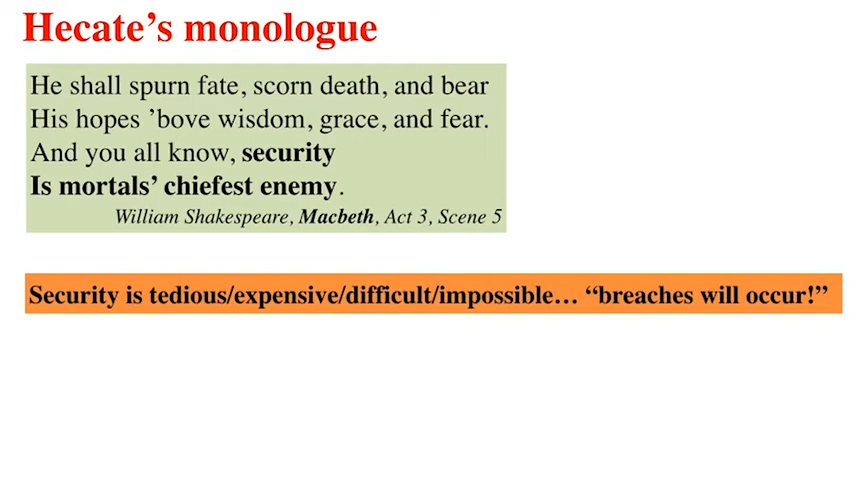 Hecate’s monologue
He shall spurn fate, scorn death, and bear
His hopes ’bove wisdom, grace, and fear.
And you all know, security
Is mortals’ chiefest enemy.
William Shakespeare, Macbeth, Act 3, Scene 5
Security is tedious/expensive/difficult/impossible… “breaches will occur!”